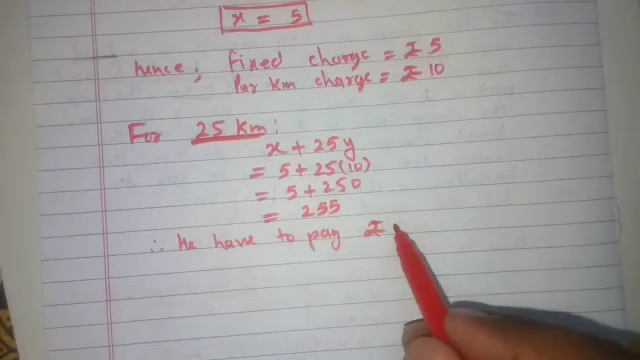 x = 5
hence, fixed charge = ₹ 5
Per Km charge = ₹ 10
For 25 Km:
x + 25y
= 5 + 25(10)
= 5 + 250
= 255
∴ He have to pay ₹